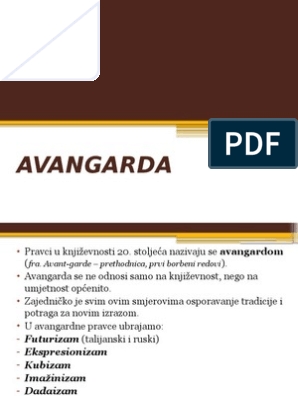 PDF
AVANGARDA
• Pravci u književnosti 20. stoljeća nazivaju se avangardom
(fra. Avant-garde – prethodnica, prvi borbeni redovi).
• Avangarda se ne odnosi samo na književnost, nego na
umjetnost općenito.
• Zajedničko je svim ovim smjerovima osporavanje tradicije i
potraga za novim izrazom.
• U avangardne pravce ubrajamo:
- Futurizam (talijanski i ruski)
- Ekspresionizam
- Kubizam
- Imažinizam
- Dadaizam